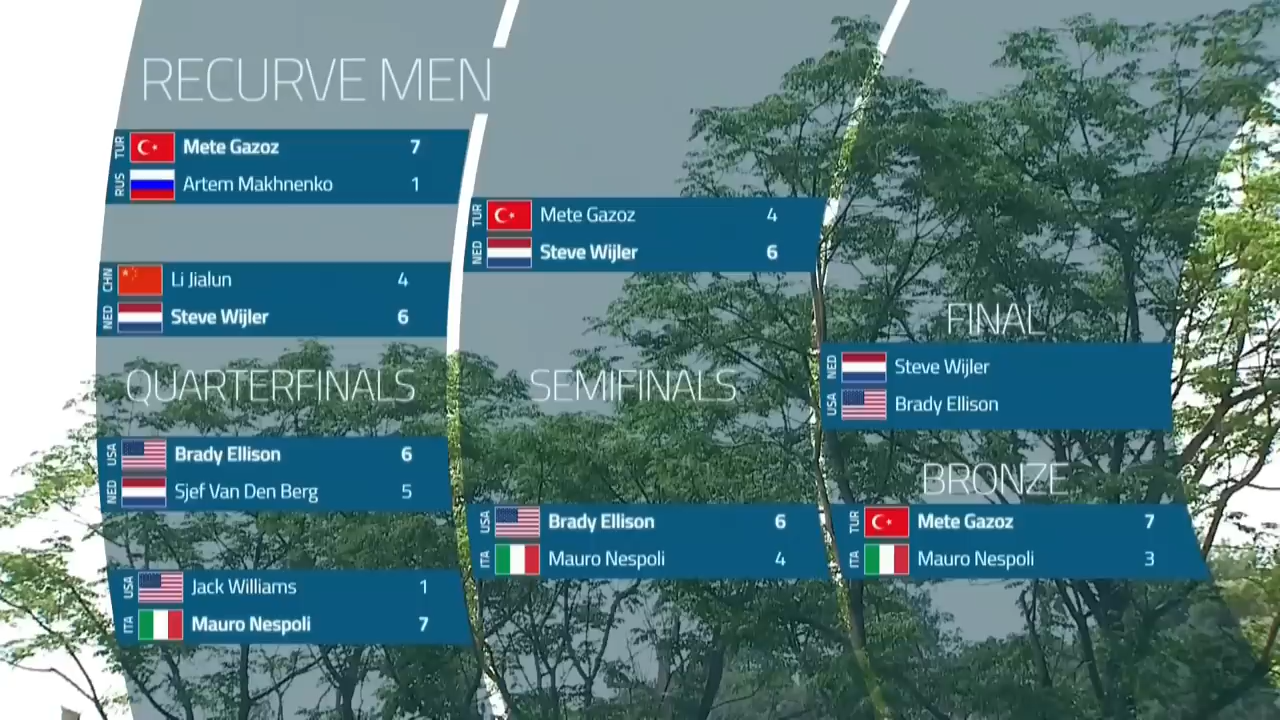 RECURVE MEN
TUR Mete Gazoz 7
RUS Artem Makhnenko 1
CHN Li Jialun 4
NED Steve Wijler 6
QUARTERFINALS
USA Brady Ellison 6
NED Sjef Van Den Berg 5
USA Jack Williams 1
ITA Mauro Nespoli 7
TUR Mete Gazoz 4
NED Steve Wijler 6
SEMIFINALS
USA Brady Ellison 6
ITA Mauro Nespoli 4
FINAL
NED Steve Wijler
USA Brady Ellison
BRONZE
TUR Mete Gazoz 7
ITA Mauro Nespoli 3